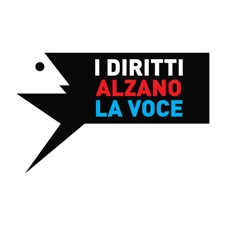 I DIRITTI
ALZANO
LA VOCE